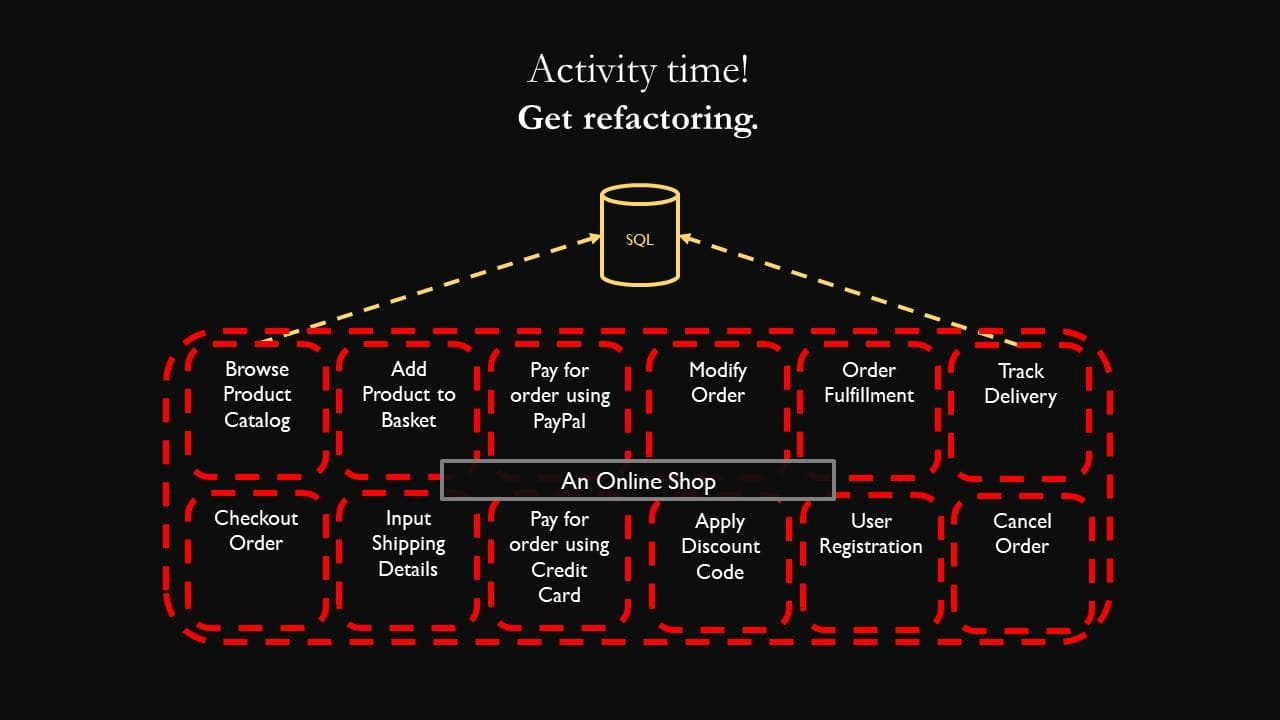 Activity time!
Get refactoring.
SQL
Browse
Product
Catalog
Add
Product to
Basket
Pay for
order using
PayPal
Modify
Order
Order
Fulfillment
Track
Delivery
An Online Shop
Checkout
Order
Input
Shipping
Details
Pay for
order using
Credit
Card
Apply
Discount
Code
User
Registration
Cancel
Order